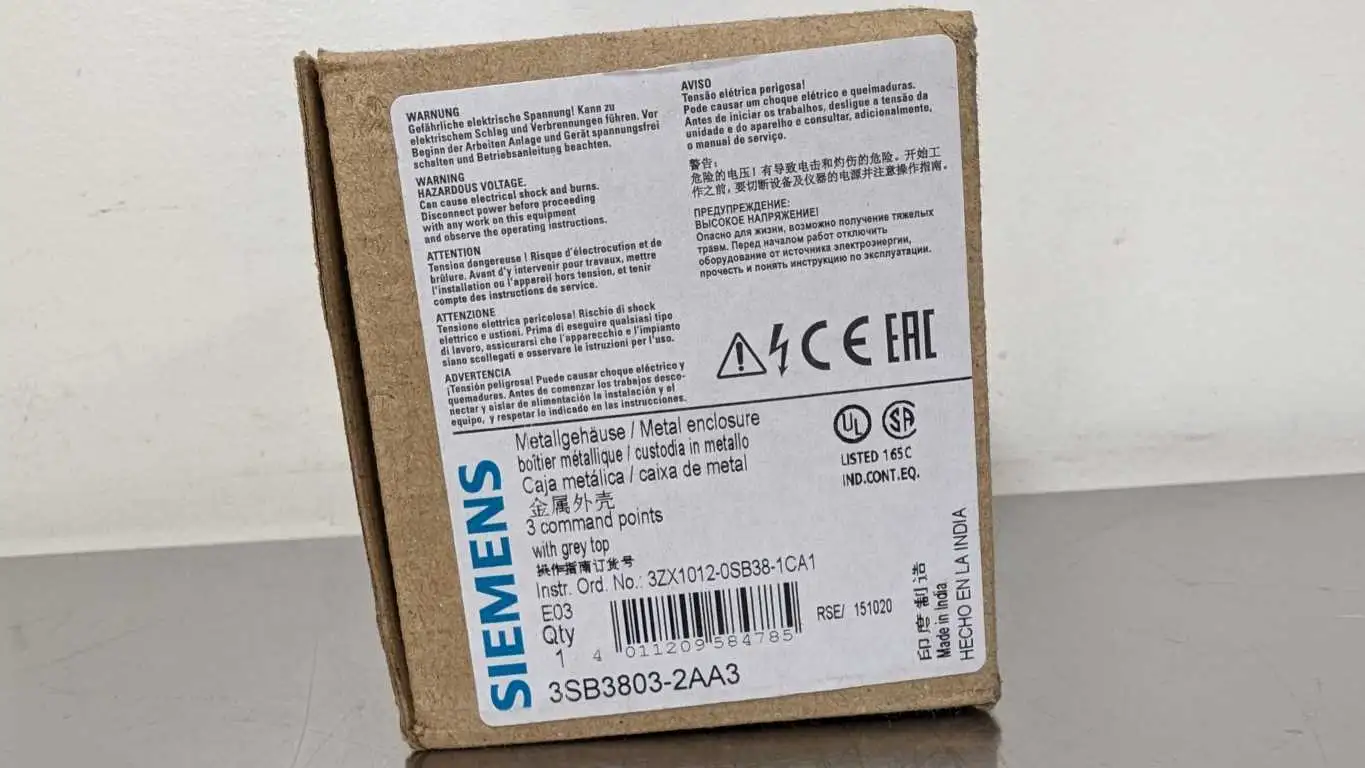 WARNUNG
Gefährliche elektrische Spannung! Kann zu
elektrischem Schlag und Verbrennungen führen. Vor
Beginn der Arbeiten Anlage und Gerät spannungsfrei
schalten und Betriebsanleitung beachten.
WARNING
HAZARDOUS VOLTAGE.
Can cause electrical shock and burns.
Disconnect power before proceeding
with any work on this equipment
and observe the operating instructions.
ATTENTION
Tension dangereuse ! Risque d'électrocution et de
brûlure. Avant d'y intervenir pour travaux, mettre
l'installation ou l'appareil hors tension, et tenir
compte des instructions de service.
ATTENZIONE
Tensione elettrica pericolosa! Rischio di shock
elettrico e ustioni. Prima di eseguire qualsiasi tipo
di lavoro, assicurarsi che l'apparecchio e l'impianto
siano scollegati e osservare le istruzioni per l'uso.
ADVERTENCIA
¡Tensión peligrosa! Puede causar choque eléctrico y
quemaduras. Antes de comenzar los trabajos desco-
nectar y aislar de alimentación la instalación y el
equipo, y respetar lo indicado en las instrucciones.
AVISO
Tensão elétrica perigosa!
Pode causar um choque elétrico e queimaduras.
Antes de iniciar os trabalhos, desligue a tensão da
unidade e do aparelho e consultar, adicionalmente,
o manual de serviço.
警告：
危险的电压！有导致电击和灼伤的危险。开始工
作之前，要切断设备及仪器的电源并注意操作指南。
ПРЕДУПРЕЖДЕНИЕ:
ВЫСОКОЕ НАПРЯЖЕНИЕ!
Опасно для жизни, возможно получение тяжелых
травм. Перед началом работ отключить
оборудование от источника электроэнергии,
прочесть и понять инструкцию по эксплуатации.
CE EAC
SIEMENS
Metallgehäuse / Metal enclosure
boîtier métallique / custodia in metallo
Caja metálica / caixa de metal
金属外壳
3 command points
with grey top
操作指南订货号
Instr. Ord. No.: 3ZX1012-0SB38-1CA1
E03
Qty
1
4 011209 584785
RSE/ 151020
3SB3803-2AA3
UL SA
LISTED 165C
IND.CONT.EQ.
印度制造
Made in India
HECHO EN LA INDIA